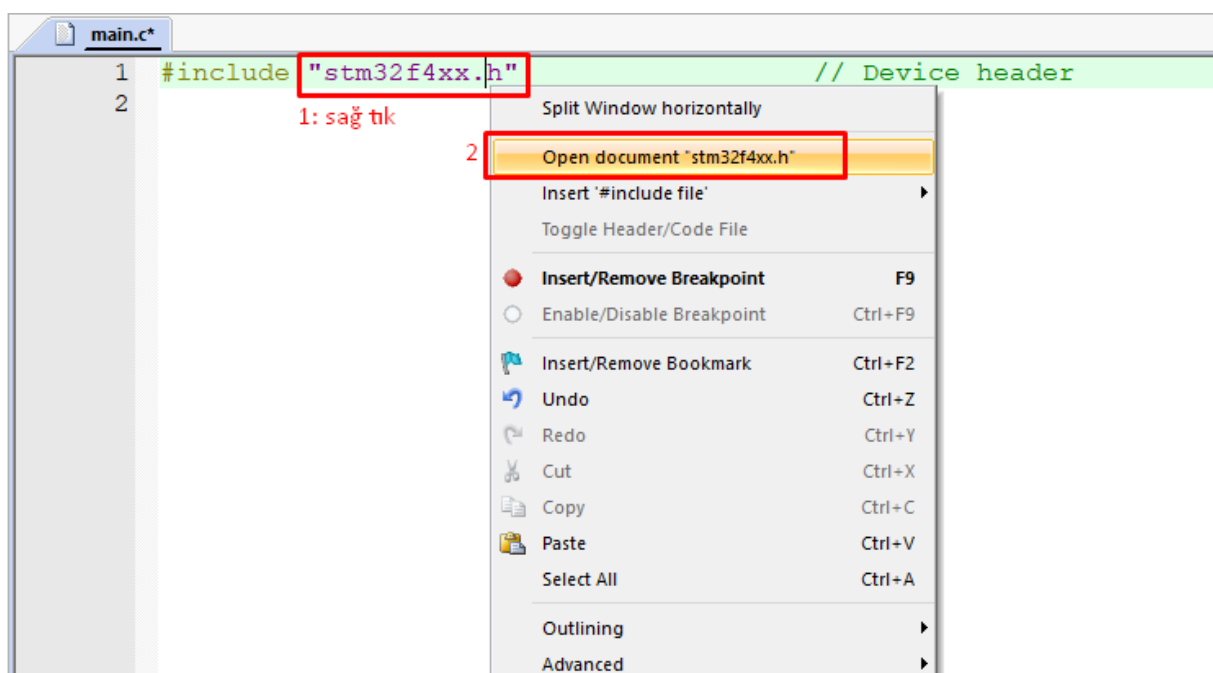 main.c*
1 #include "stm32f4xx.h" // Device header
2
1: sağ tık
Split Window horizontally
2
Open document "stm32f4xx.h"
Insert '#include file'
Toggle Header/Code File
Insert/Remove Breakpoint F9
Enable/Disable Breakpoint Ctrl+F9
Insert/Remove Bookmark Ctrl+F2
Undo Ctrl+Z
Redo Ctrl+Y
Cut Ctrl+X
Copy Ctrl+C
Paste Ctrl+V
Select All Ctrl+A
Outlining
Advanced